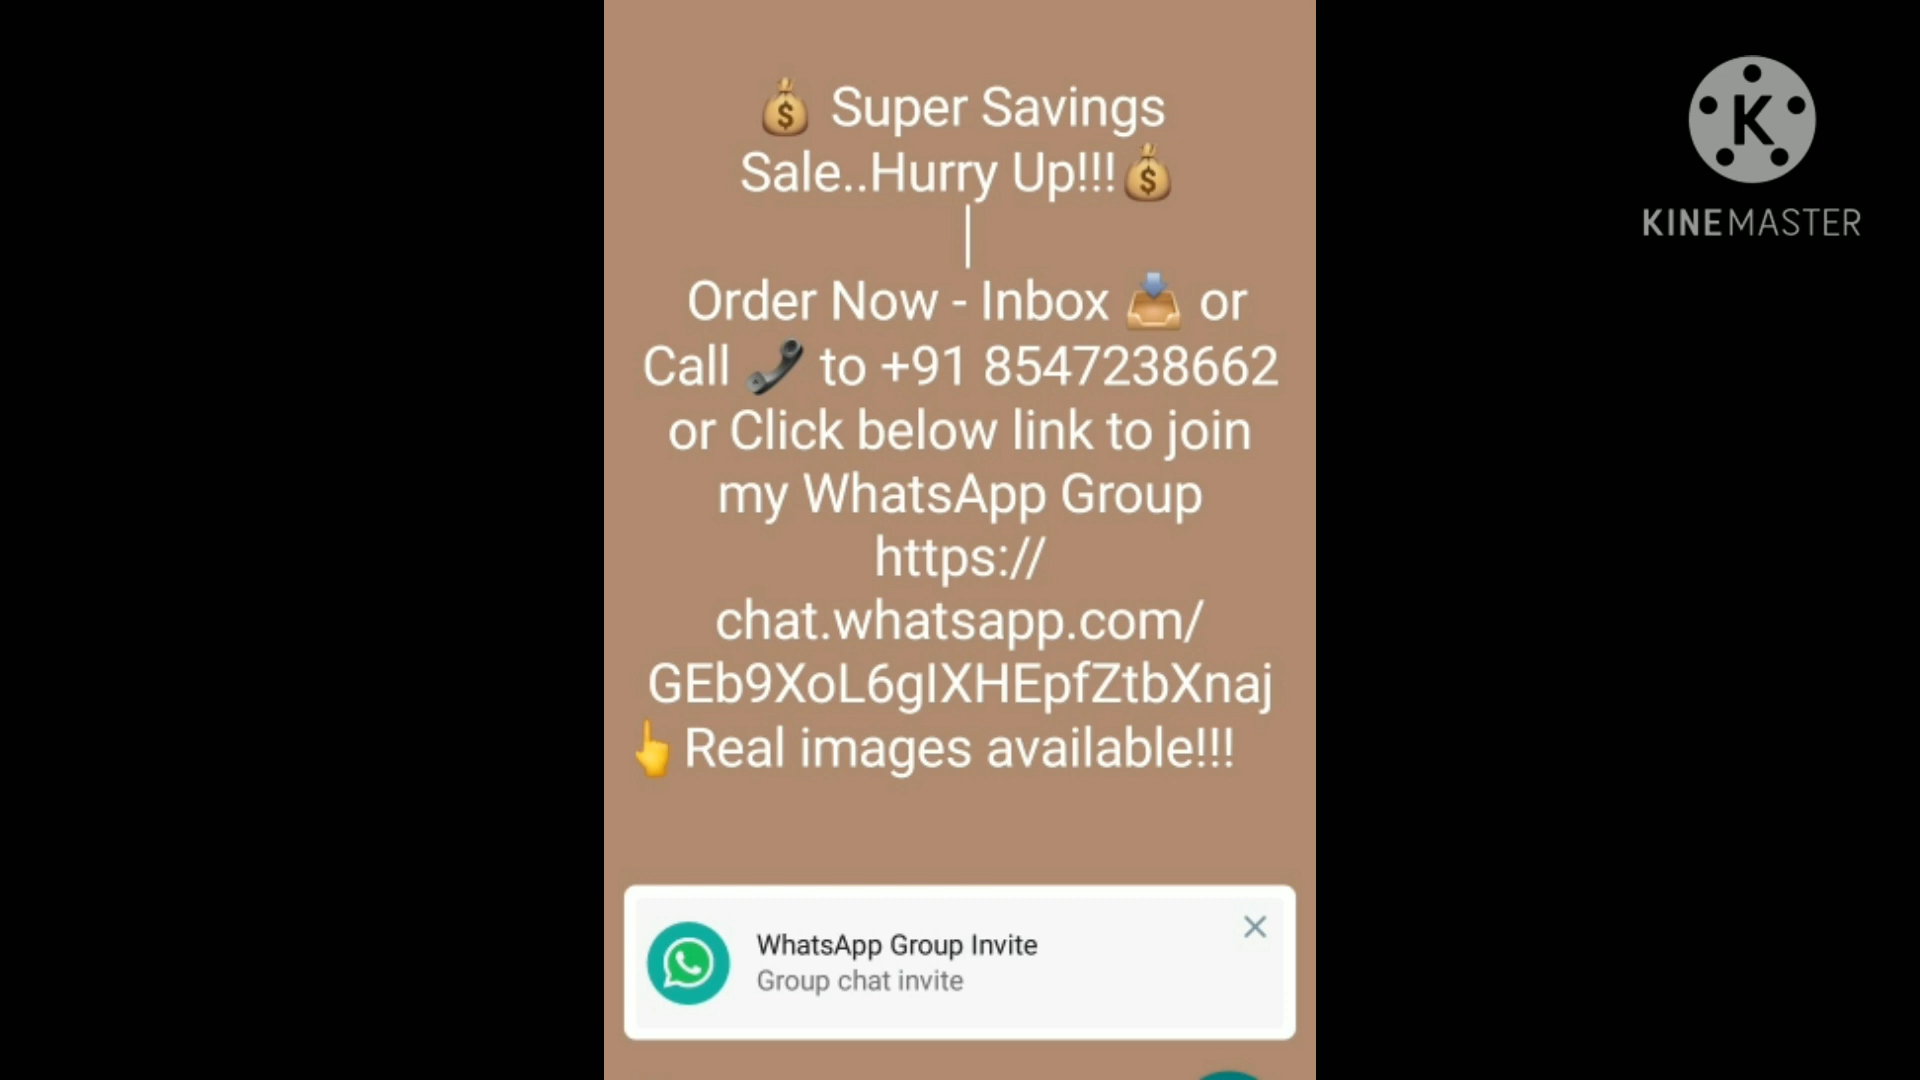 💰 Super Savings
Sale..Hurry Up!!!💰
Order Now - Inbox 📥 or
Call 📞 to +91 8547238662
or Click below link to join
my WhatsApp Group
https://
chat.whatsapp.com/
GEb9XoL6gIXHEpfZtbXnaj
👆Real images available!!!
WhatsApp Group Invite
Group chat invite
K
KINEMASTER